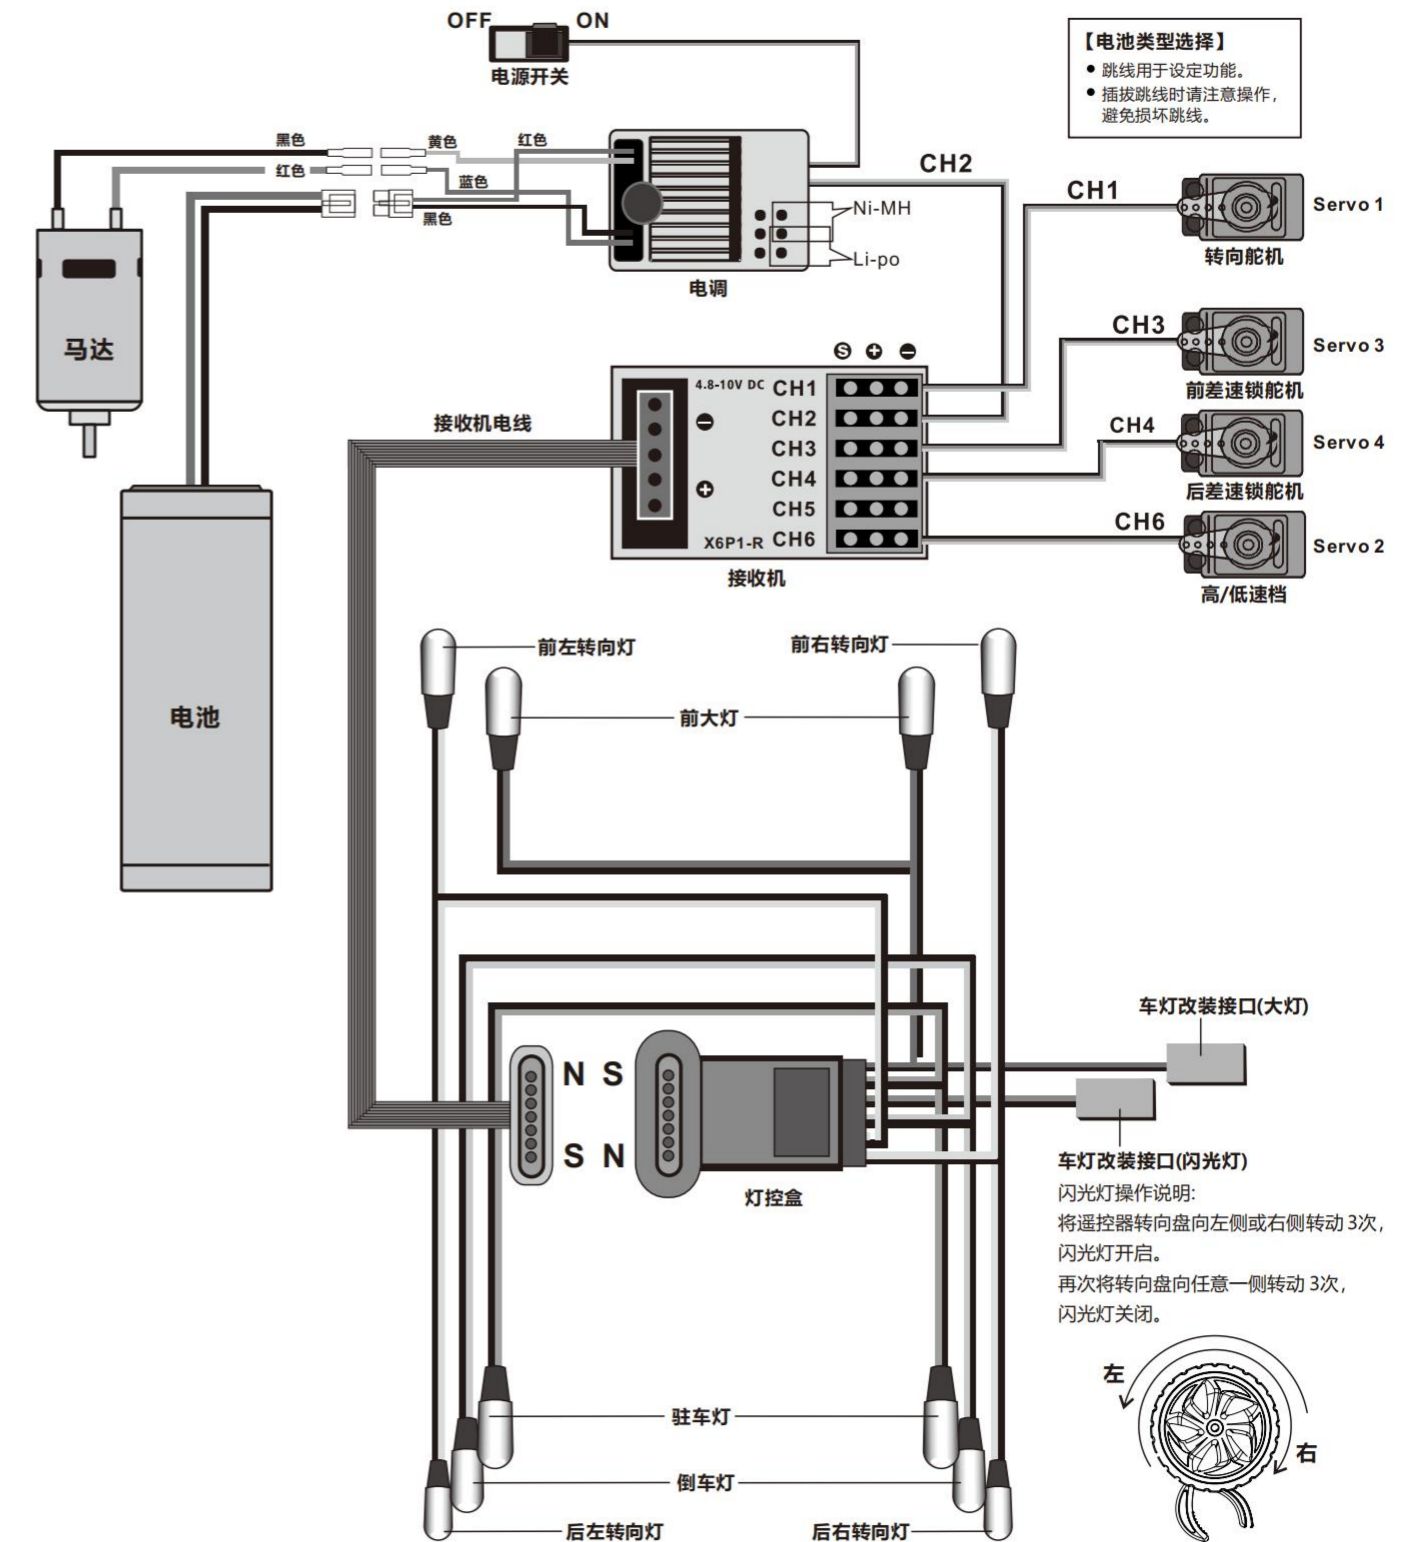 OFF
ON
电源开关
【电池类型选择】
● 跳线用于设定功能。
● 插拔跳线时请注意操作，
避免损坏跳线。
黑色
黄色
红色
红色
蓝色
黑色
CH2
Ni-MH
Li-po
电调
CH1
Servo 1
转向舵机
马达
CH3
Servo 3
前差速锁舵机
CH4
Servo 4
后差速锁舵机
CH6
Servo 2
高/低速档
接收机电线
S + −
4.8-10V DC
CH1
−
CH2
CH3
CH4
+
CH5
X6P1-R
CH6
接收机
电池
前左转向灯
前右转向灯
前大灯
车灯改装接口(大灯)
N S
S N
灯控盒
车灯改装接口(闪光灯)
闪光灯操作说明:
将遥控器转向盘向左侧或右侧转动 3次，
闪光灯开启。
再次将转向盘向任意一侧转动 3次，
闪光灯关闭。
左
右
驻车灯
倒车灯
后左转向灯
后右转向灯